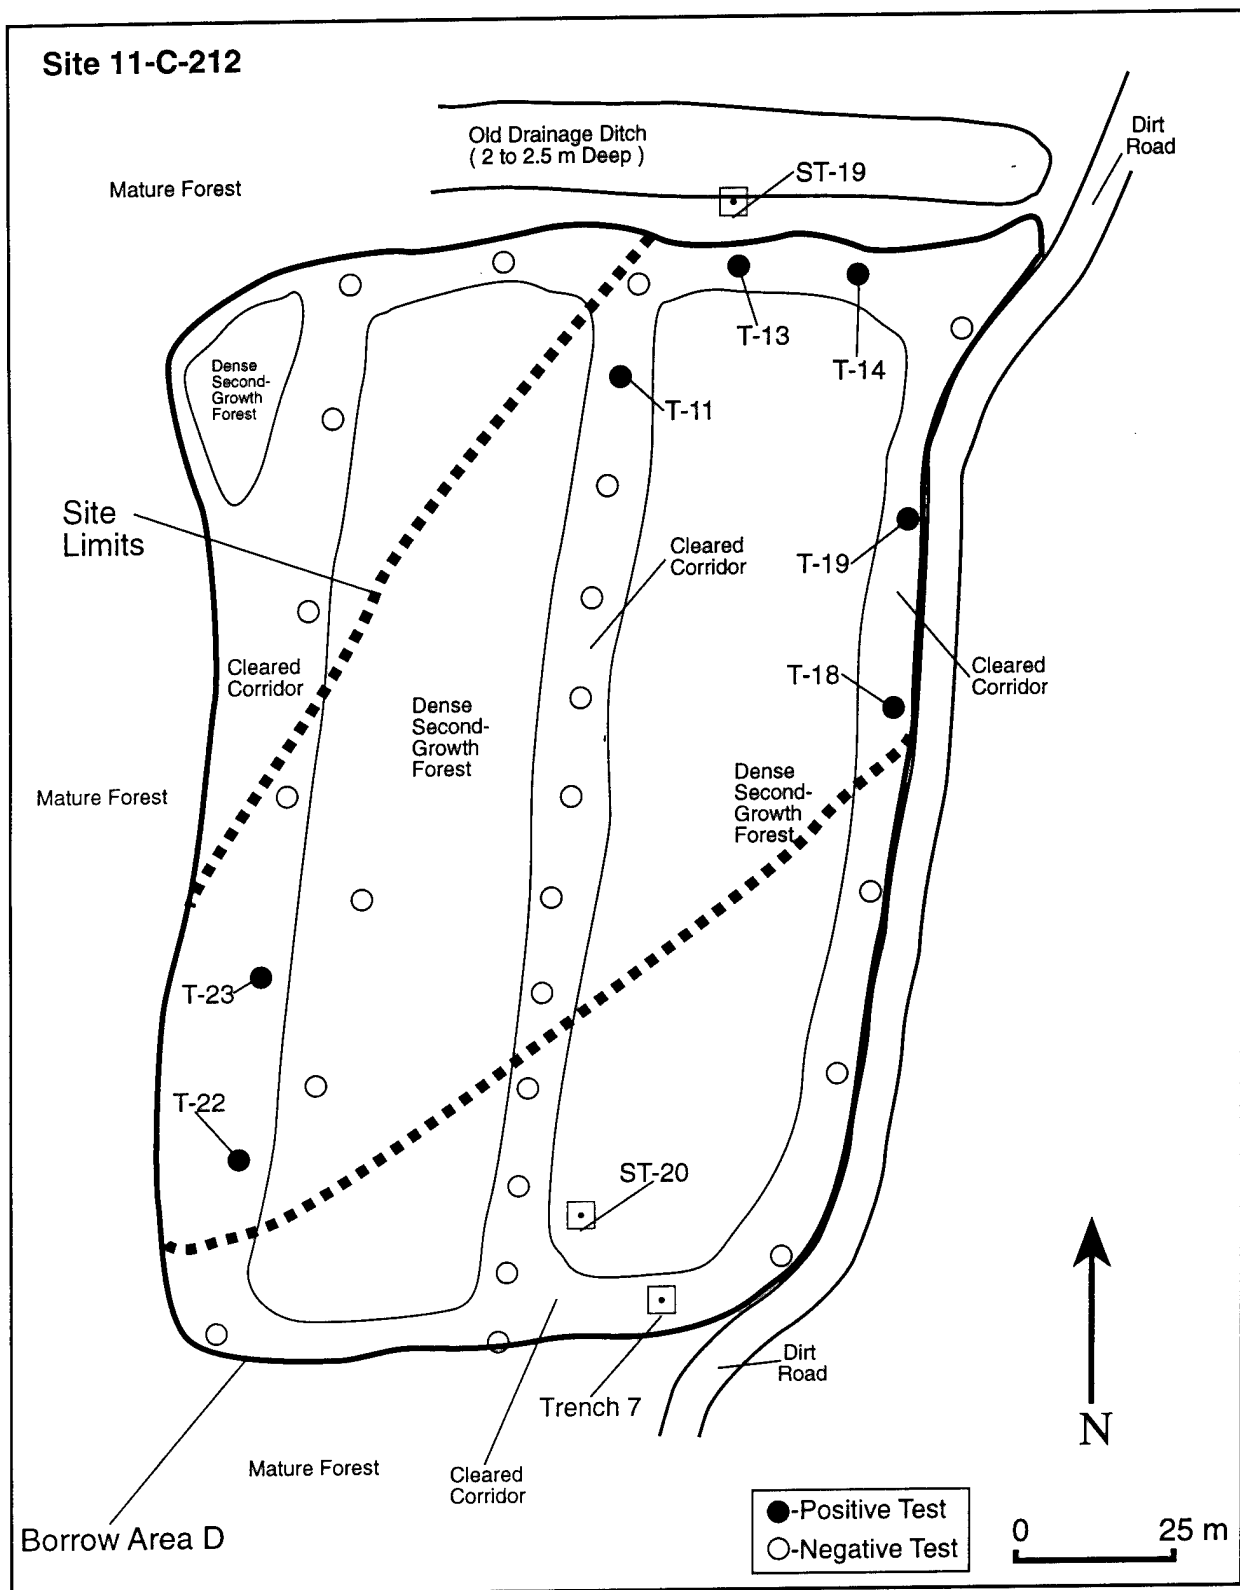 Site 11-C-212
Old Drainage Ditch
( 2 to 2.5 m Deep )
Dirt
Road
Mature Forest
ST-19
T-13
T-14
Dense
Second-
Growth
Forest
T-11
Site
Limits
Cleared
Corridor
T-19
Cleared
Corridor
T-18
Cleared
Corridor
Dense
Second-
Growth
Forest
Dense
Second-
Growth
Forest
Mature Forest
T-23
T-22
ST-20
Dirt
Road
Trench 7
N
Mature Forest
Cleared
Corridor
Borrow Area D
-Positive Test
-Negative Test
0 25 m